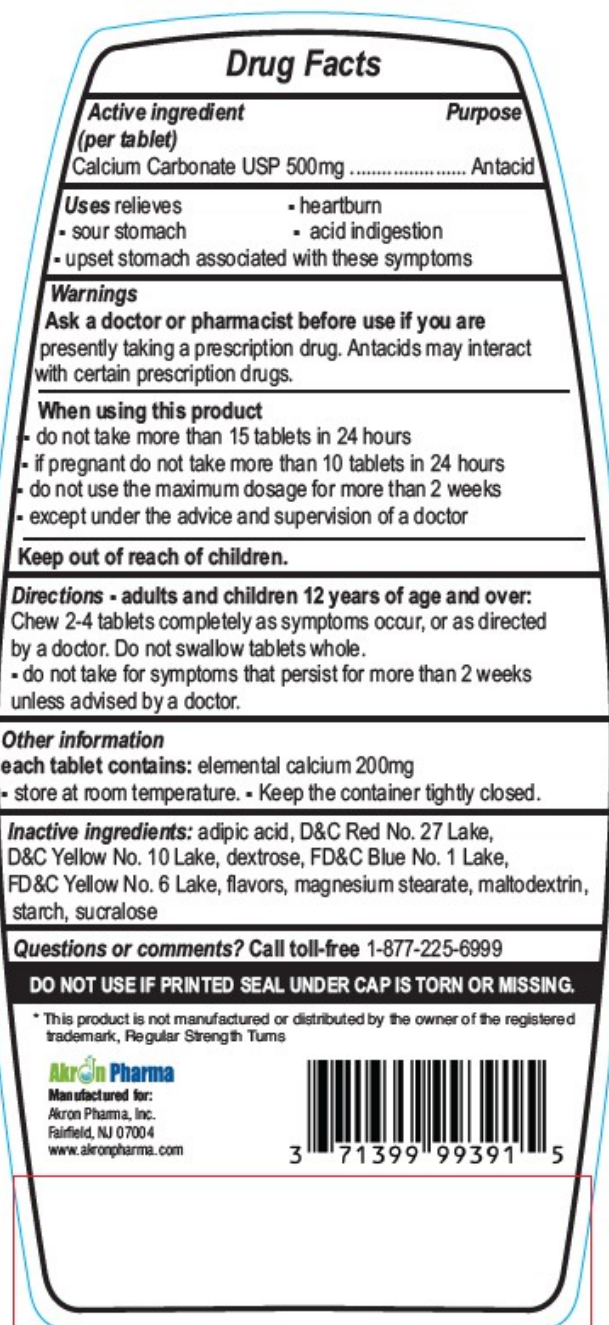 Drug Facts
Active ingredient Purpose
(per tablet)
Calcium Carbonate USP 500mg ...................... Antacid
Uses relieves ▪ heartburn
▪ sour stomach ▪ acid indigestion
▪ upset stomach associated with these symptoms
Warnings
Ask a doctor or pharmacist before use if you are
presently taking a prescription drug. Antacids may interact
with certain prescription drugs.
When using this product
▪ do not take more than 15 tablets in 24 hours
▪ if pregnant do not take more than 10 tablets in 24 hours
▪ do not use the maximum dosage for more than 2 weeks
▪ except under the advice and supervision of a doctor
Keep out of reach of children.
Directions ▪ adults and children 12 years of age and over:
Chew 2-4 tablets completely as symptoms occur, or as directed
by a doctor. Do not swallow tablets whole.
▪ do not take for symptoms that persist for more than 2 weeks
unless advised by a doctor.
Other information
each tablet contains: elemental calcium 200mg
▪ store at room temperature. ▪ Keep the container tightly closed.
Inactive ingredients: adipic acid, D&C Red No. 27 Lake,
D&C Yellow No. 10 Lake, dextrose, FD&C Blue No. 1 Lake,
FD&C Yellow No. 6 Lake, flavors, magnesium stearate, maltodextrin,
starch, sucralose
Questions or comments? Call toll-free 1-877-225-6999
DO NOT USE IF PRINTED SEAL UNDER CAP IS TORN OR MISSING.
* This product is not manufactured or distributed by the owner of the registered
trademark, Regular Strength Tums
Akron Pharma
Manufactured for:
Akron Pharma, Inc.
Fairfield, NJ 07004
www.akronpharma.com
3 71399 99391 5